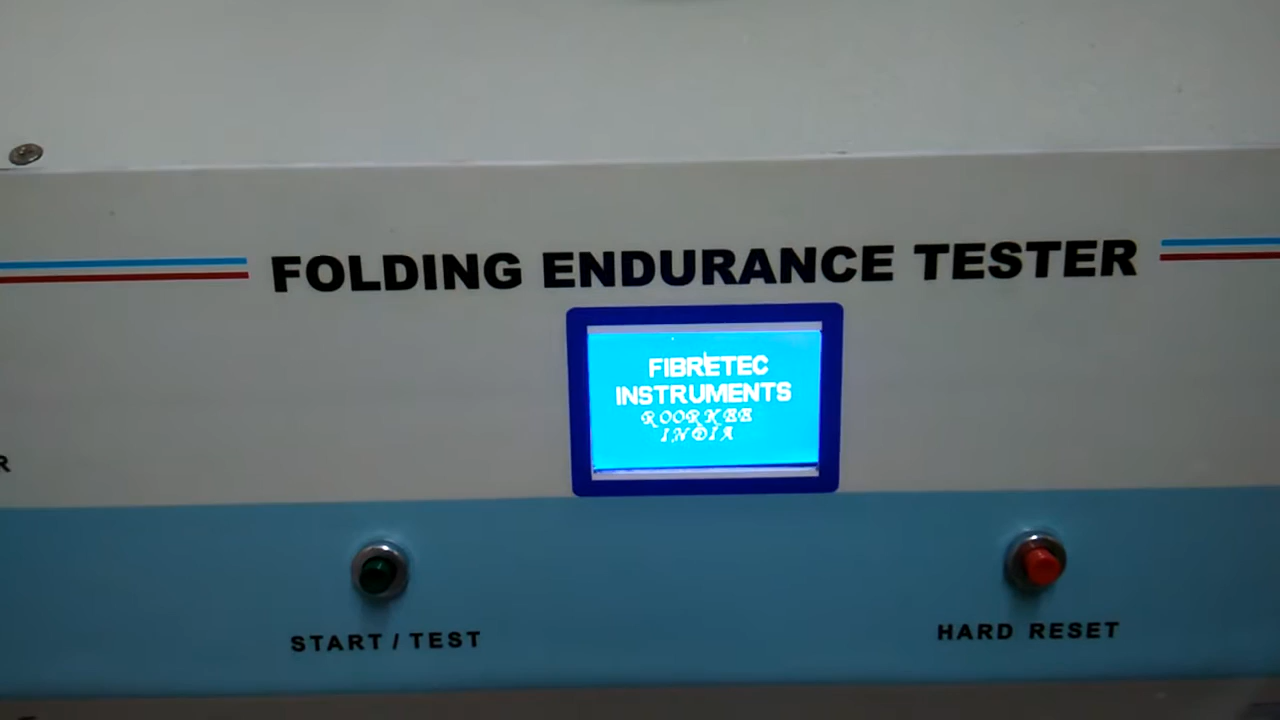 FOLDING ENDURANCE TESTER
FIBRETEC
INSTRUMENTS
ROORKEE
INDIA
R
START / TEST
HARD RESET